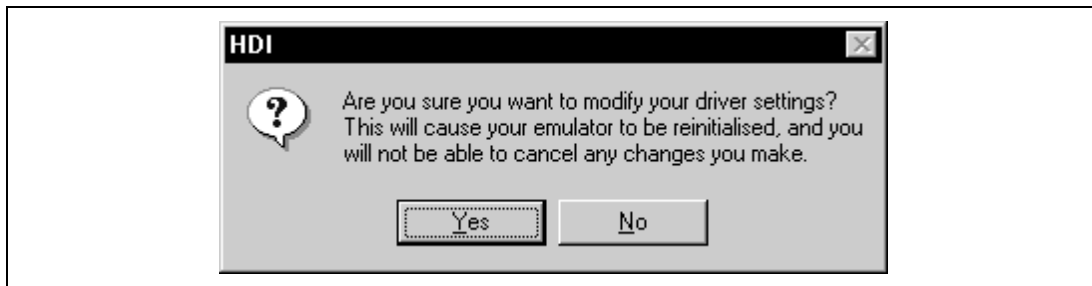 HDI
?
Are you sure you want to modify your driver settings?
This will cause your emulator to be reinitialised, and you
will not be able to cancel any changes you make.
Yes
No